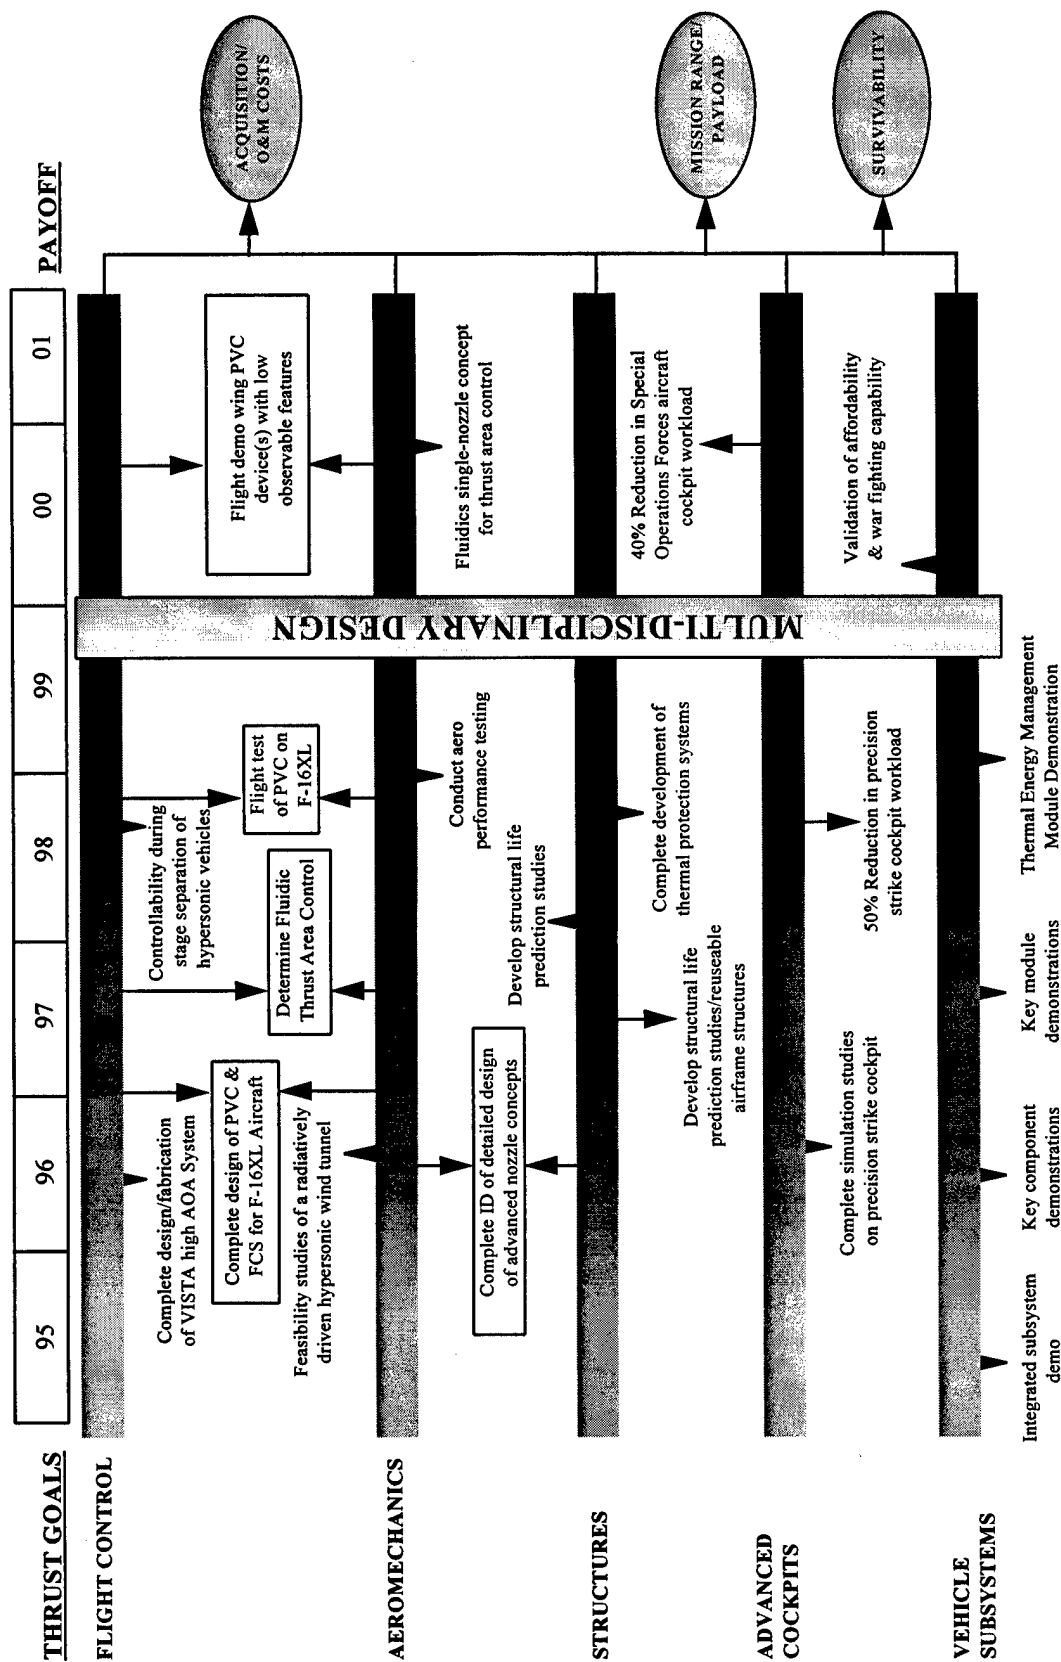 THRUST GOALS
95
96
97
98
99
00
01
PAYOFF
FLIGHT CONTROL
Complete design/fabrication
of VISTA high AOA System
Controllability during
stage separation of
hypersonic vehicles
Complete design of PVC &
FCS for F-16XL Aircraft
Determine Fluidic
Thrust Area Control
Flight test
of PVC on
F-16XL
Flight demo wing PVC
device(s) with low
observable features
ACQUISITION/
O&M COSTS
Feasibility studies of a radiatively
driven hypersonic wind tunnel
AEROMECHANICS
Complete ID of detailed design
of advanced nozzle concepts
Conduct aero
performance testing
Fluidics single-nozzle concept
for thrust area control
Develop structural life
prediction studies
STRUCTURES
Develop structural life
prediction studies/reuseable
airframe structures
Complete development of
thermal protection systems
MULTI-DISCIPLINARY DESIGN
40% Reduction in Special
Operations Forces aircraft
cockpit workload
MISSION RANGE/
PAYLOAD
ADVANCED
COCKPITS
Complete simulation studies
on precision strike cockpit
50% Reduction in precision
strike cockpit workload
Validation of affordability
& war fighting capability
SURVIVABILITY
VEHICLE
SUBSYSTEMS
Integrated subsystem
demo
Key component
demonstrations
Key module
demonstrations
Thermal Energy Management
Module Demonstration